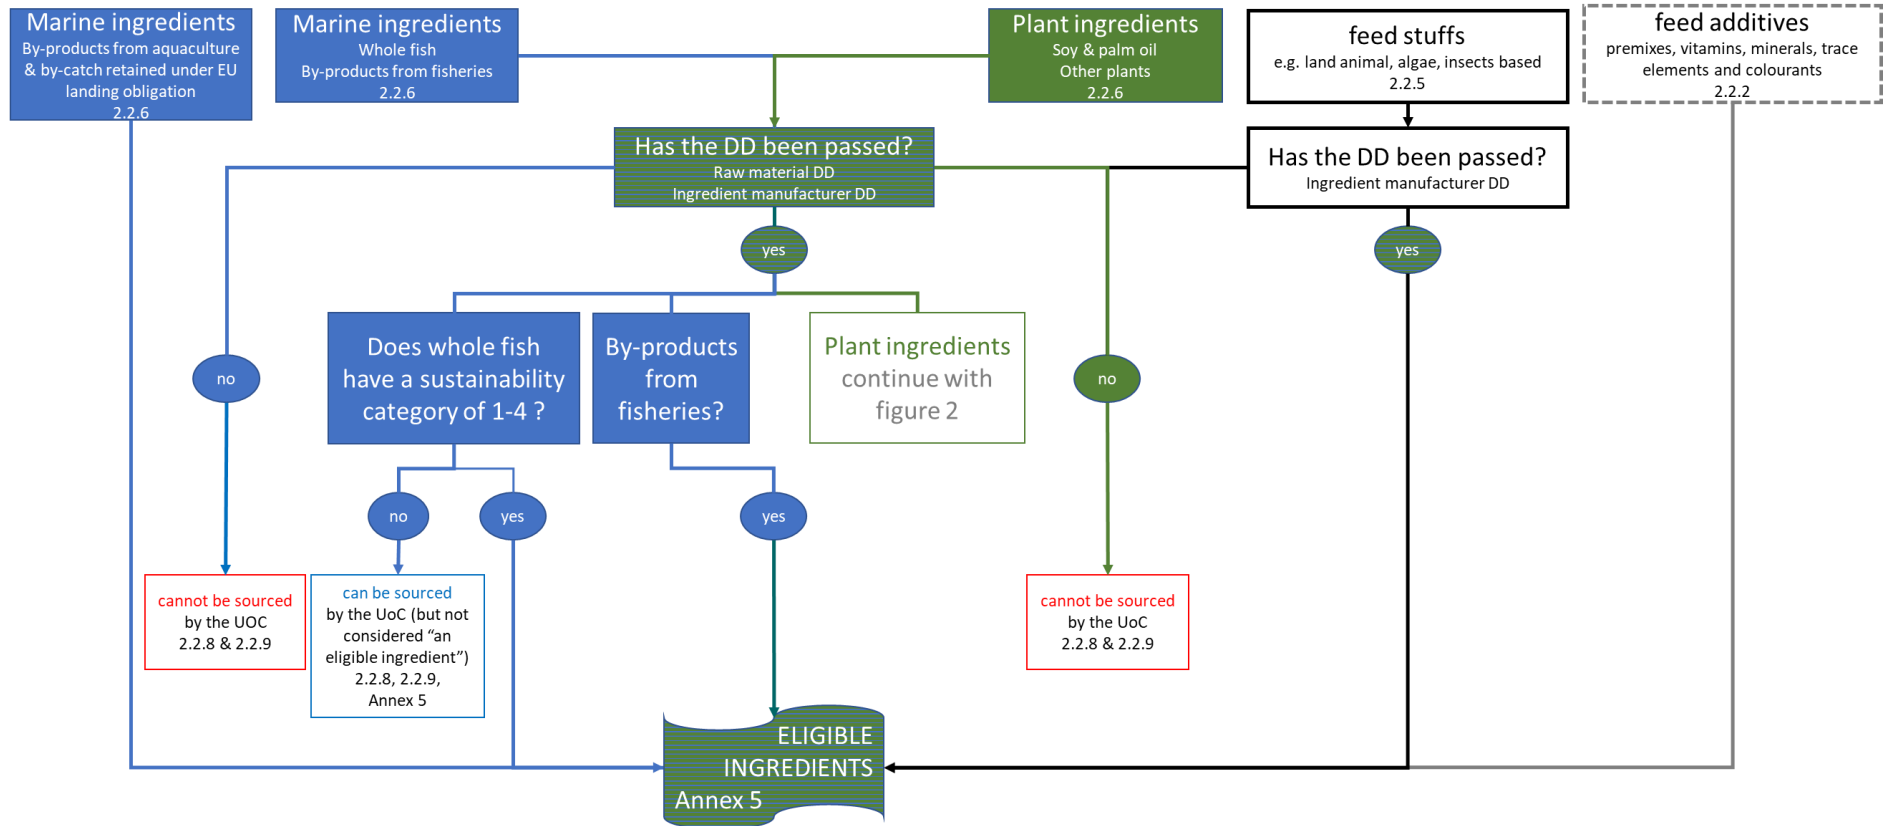 Marine ingredients
By-products from aquaculture
& by-catch retained under EU
landing obligation
2.2.6
Marine ingredients
Whole fish
By-products from fisheries
2.2.6
Plant ingredients
Soy & palm oil
Other plants
2.2.6
feed stuffs
e.g. land animal, algae, insects based
2.2.5
feed additives
premixes, vitamins, minerals, trace
elements and colourants
2.2.2
Has the DD been passed?
Raw material DD
Ingredient manufacturer DD
Has the DD been passed?
Ingredient manufacturer DD
yes
yes
Does whole fish
have a sustainability
category of 1-4 ?
By-products
from
fisheries?
Plant ingredients
continue with
figure 2
no
no
no
yes
yes
cannot be sourced
by the UOC
2.2.8 & 2.2.9
can be sourced
by the UoC (but not
considered “an
eligible ingredient”)
2.2.8, 2.2.9,
Annex 5
cannot be sourced
by the UoC
2.2.8 & 2.2.9
ELIGIBLE
INGREDIENTS
Annex 5